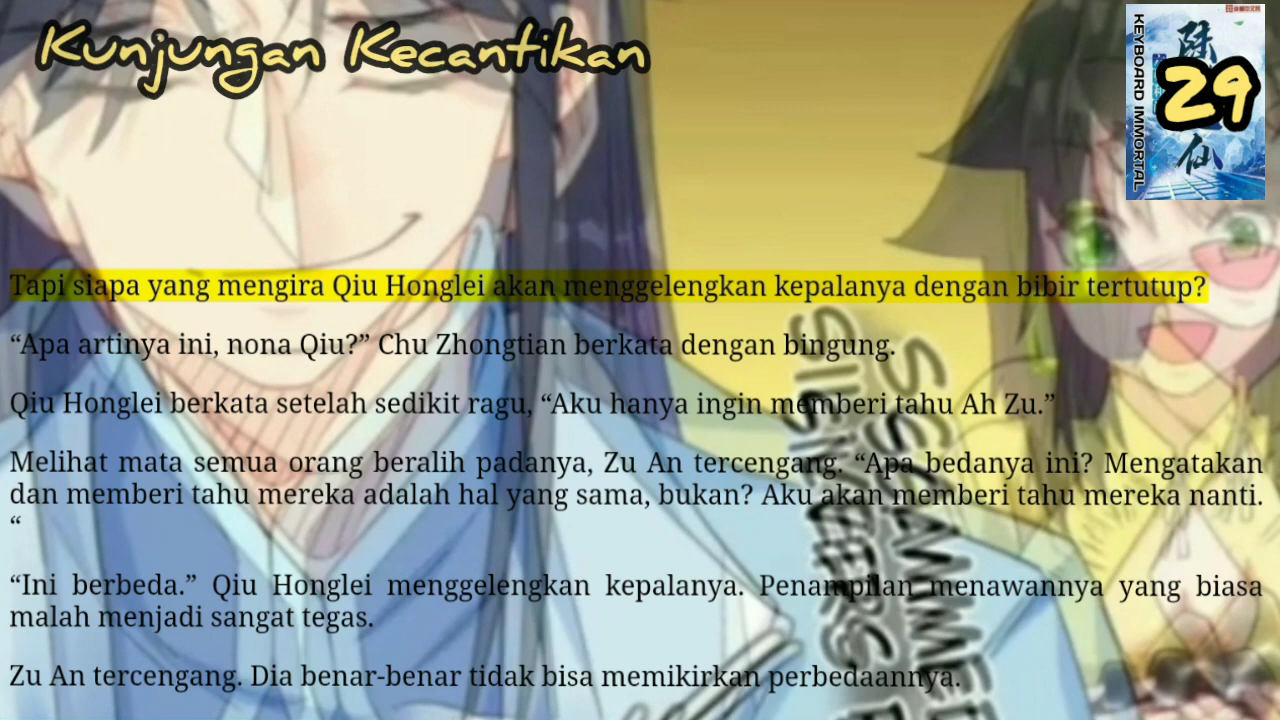 Kunjungan Kecantikan
KEYBOARD IMMORTAL
陆
29
仙
Tapi siapa yang mengira Qiu Honglei akan menggelengkan kepalanya dengan bibir tertutup?
“Apa artinya ini, nona Qiu?” Chu Zhongtian berkata dengan bingung.
Qiu Honglei berkata setelah sedikit ragu, “Aku hanya ingin memberi tahu Ah Zu.”
Melihat mata semua orang beralih padanya, Zu An tercengang. “Apa bedanya ini? Mengatakan
dan memberi tahu mereka adalah hal yang sama, bukan? Aku akan memberi tahu mereka nanti.
“
“Ini berbeda.” Qiu Honglei menggelengkan kepalanya. Penampilan menawannya yang biasa
malah menjadi sangat tegas.
Zu An tercengang. Dia benar-benar tidak bisa memikirkan perbedaannya.